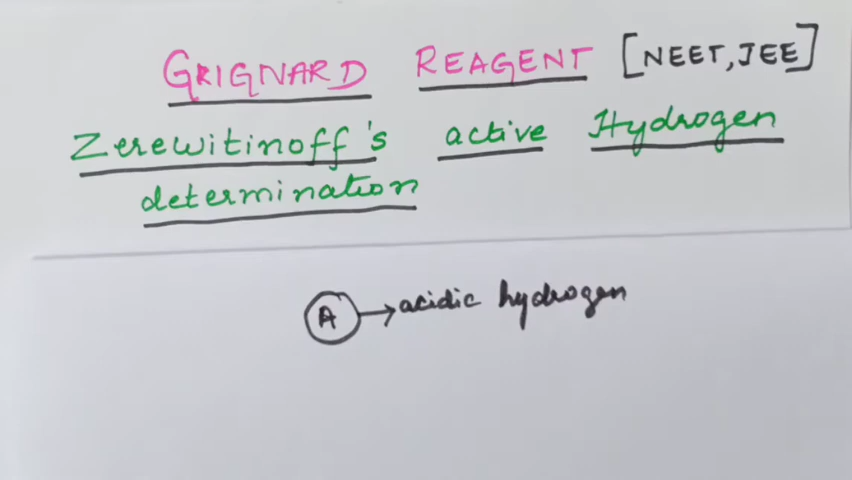 GRIGNARD REAGENT [NEET, JEE]
Zerewitinoff's active Hydrogen
determination
A → acidic hydrogen